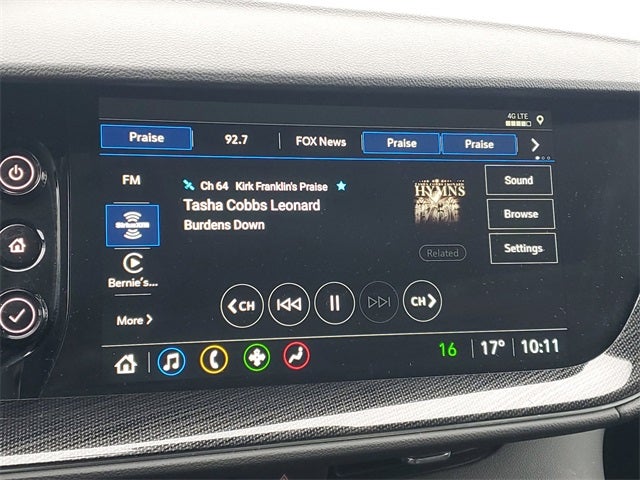 4G LTE
Praise 92.7 FOX News Praise Praise
FM
Ch 64 Kirk Franklin's Praise
Tasha Cobbs Leonard
Burdens Down
HYMNS
Sound
SiriusXM
Browse
Related
Settings
Bernie's...
More
CH CH
16 17° 10:11